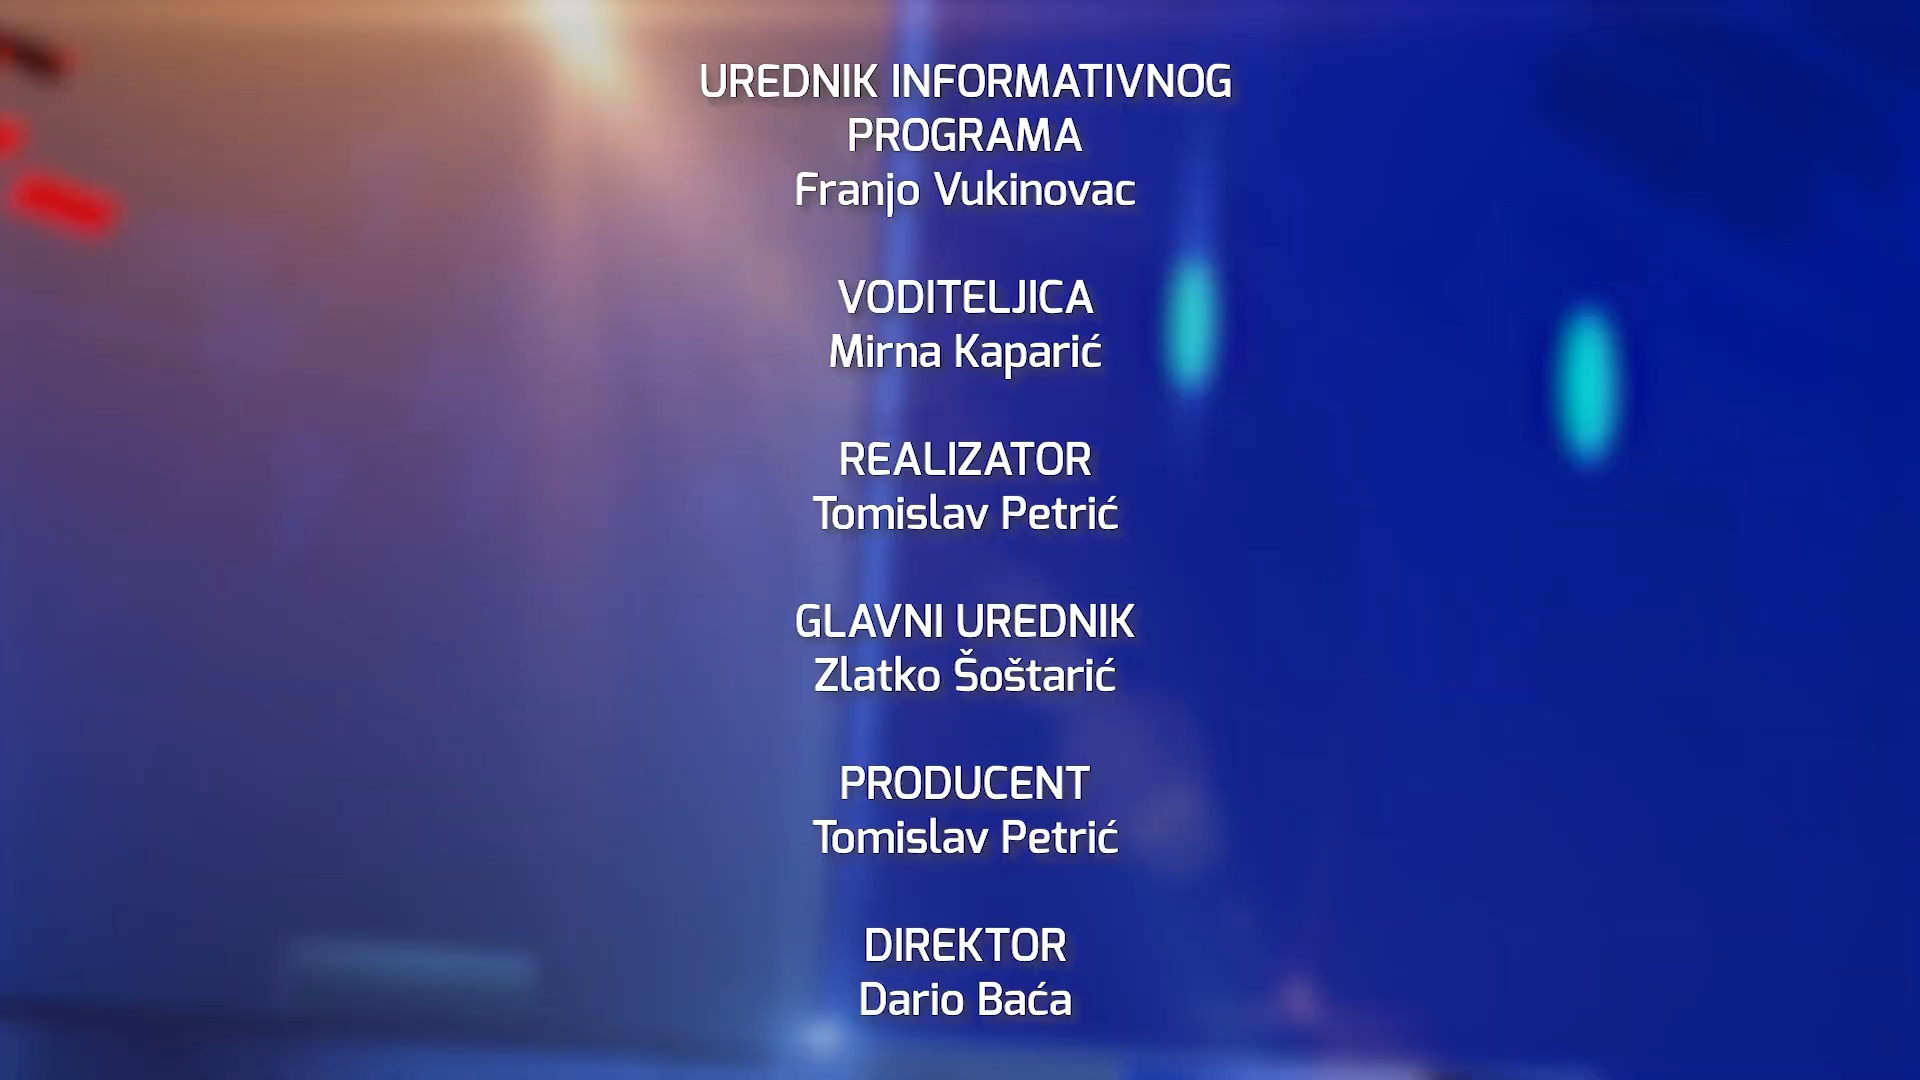 UREDNIK INFORMATIVNOG
PROGRAMA
Franjo Vukinovac
VODITELJICA
Mirna Kaparić
REALIZATOR
Tomislav Petrić
GLAVNI UREDNIK
Zlatko Šoštarić
PRODUCENT
Tomislav Petrić
DIREKTOR
Dario Baća